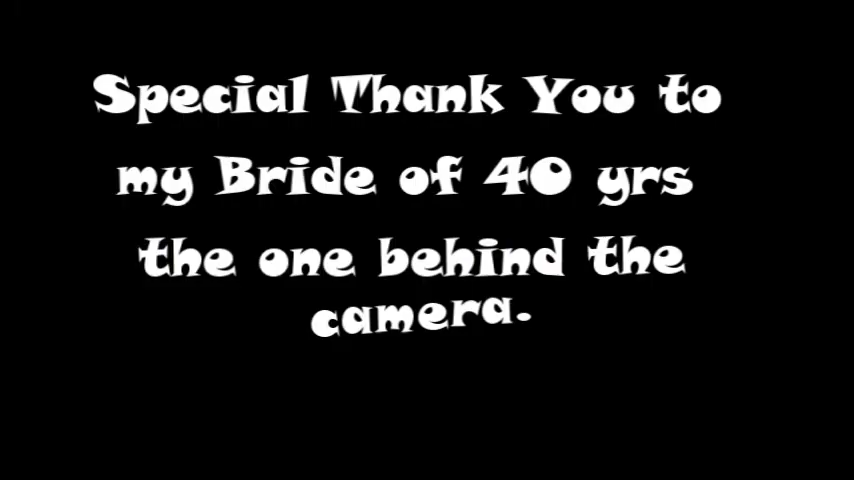 Special Thank You to
my Bride of 40 yrs
the one behind the
camera.